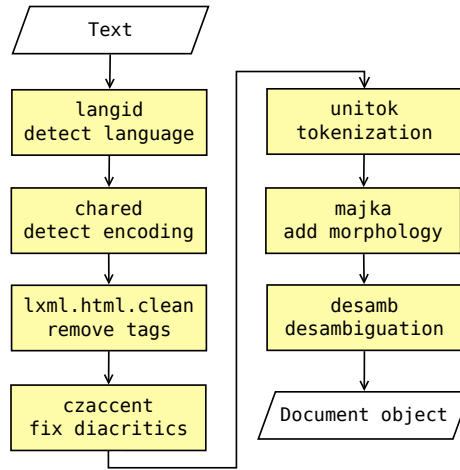 Text
langid
detect language
chared
detect encoding
lxml.html.clean
remove tags
czaccent
fix diacritics
unitok
tokenization
majka
add morphology
desamb
desambiguation
Document object